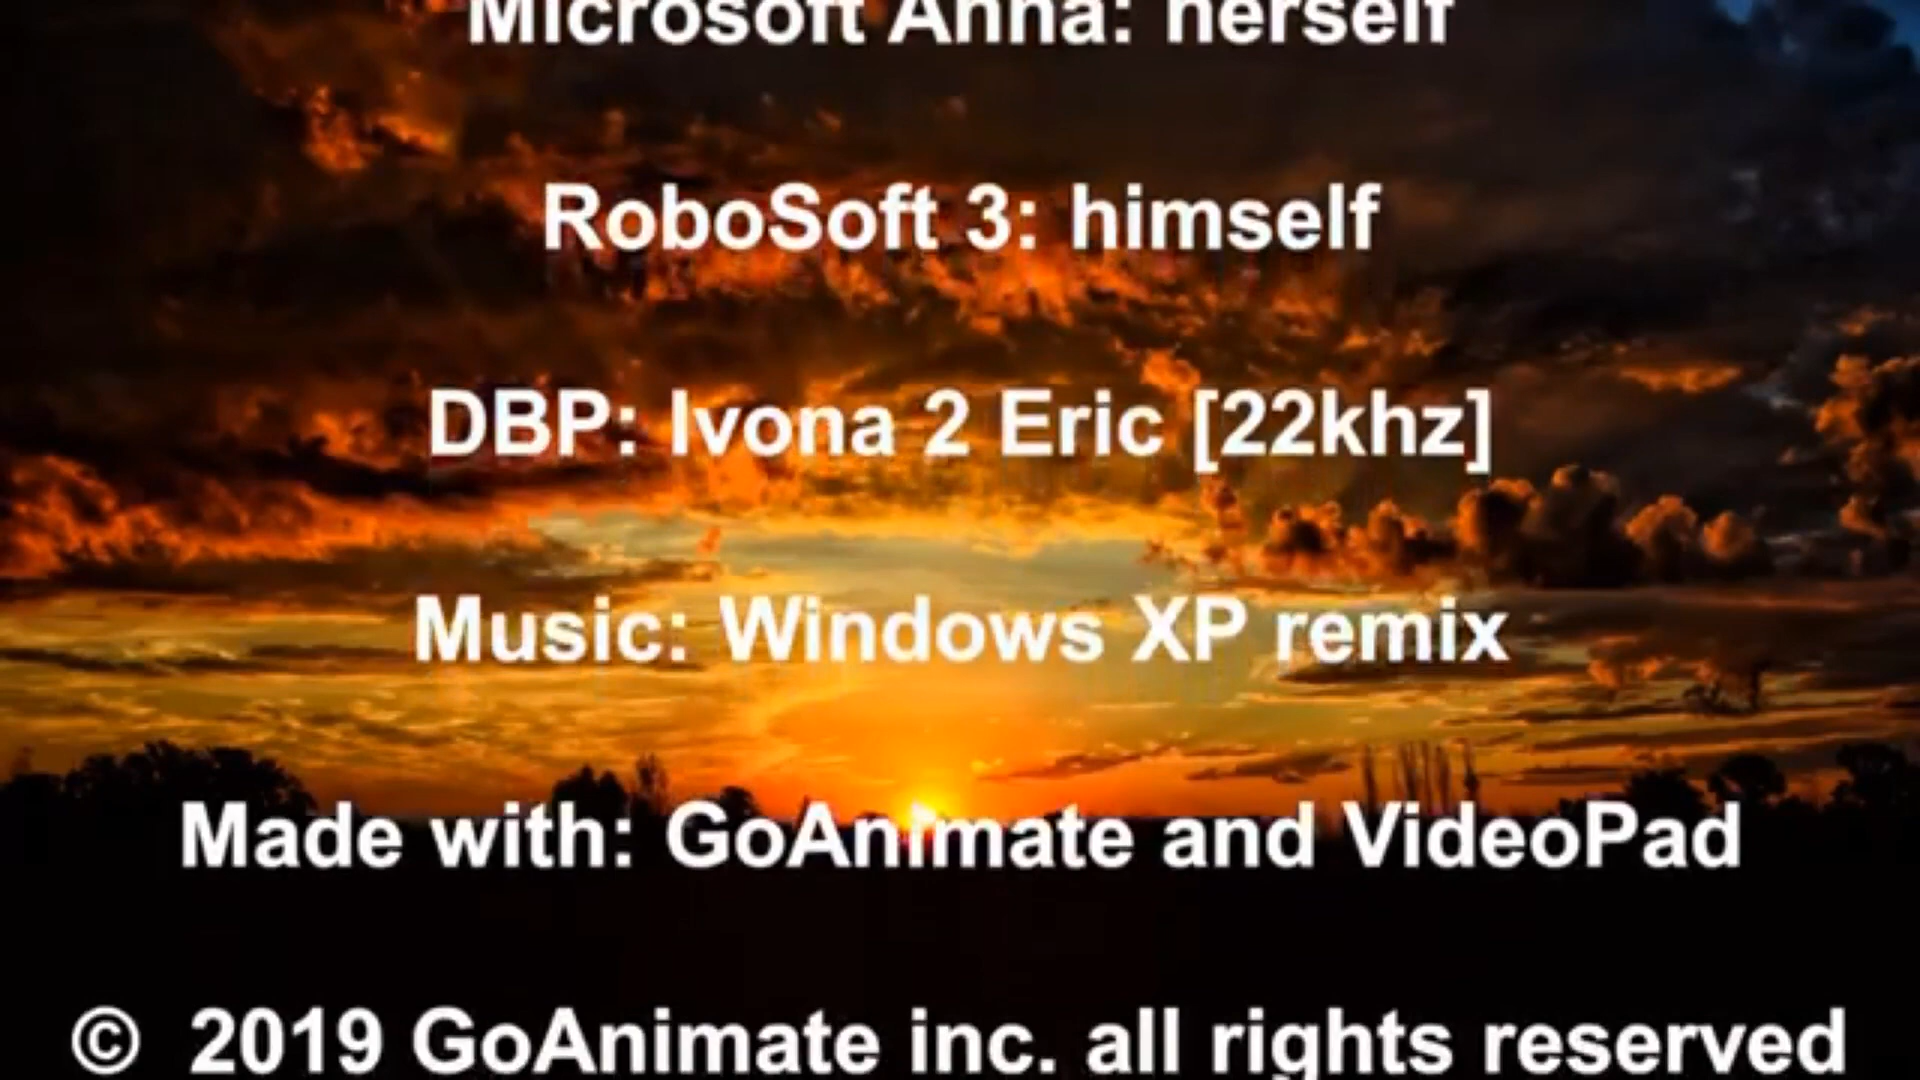 Microsoft Anna: herself
RoboSoft 3: himself
DBP: Ivona 2 Eric [22khz]
Music: Windows XP remix
Made with: GoAnimate and VideoPad
© 2019 GoAnimate inc. all rights reserved